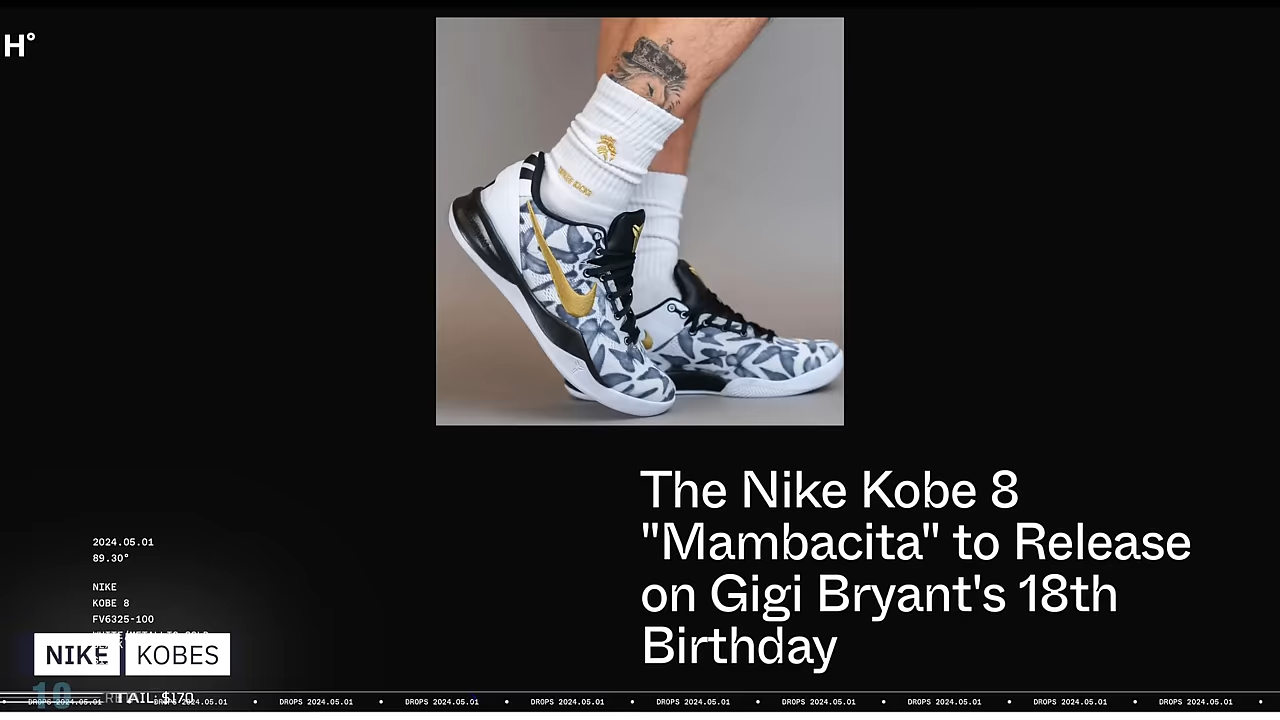 H°
The Nike Kobe 8
"Mambacita" to Release
on Gigi Bryant's 18th
Birthday
2024.05.01
89.30°
NIKE
KOBE 8
FV6325-100
NIKE KOBES
RETAIL: $170
DROPS 2024.05.01 DROPS 2024.05.01 DROPS 2024.05.01 DROPS 2024.05.01 DROPS 2024.05.01 DROPS 2024.05.01 DROPS 2024.05.01 DROPS 2024.05.01 DROPS 2024.05.01 DROPS 2024.05.01